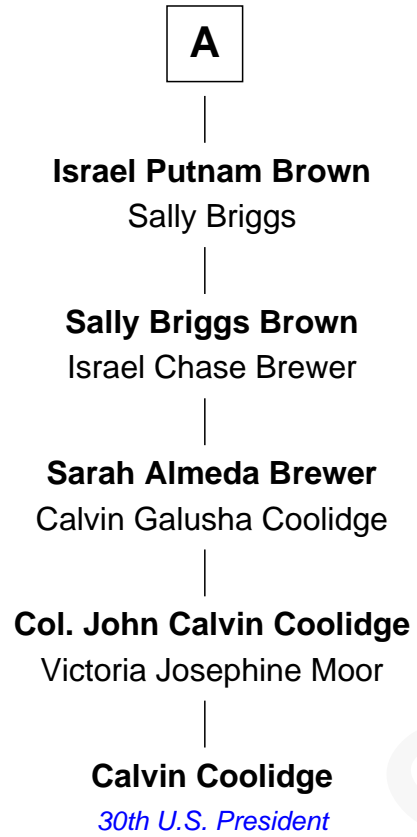 A
Israel Putnam Brown
Sally Briggs
Sally Briggs Brown
Israel Chase Brewer
Sarah Almeda Brewer
Calvin Galusha Coolidge
Col. John Calvin Coolidge
Victoria Josephine Moor
Calvin Coolidge
30th U.S. President